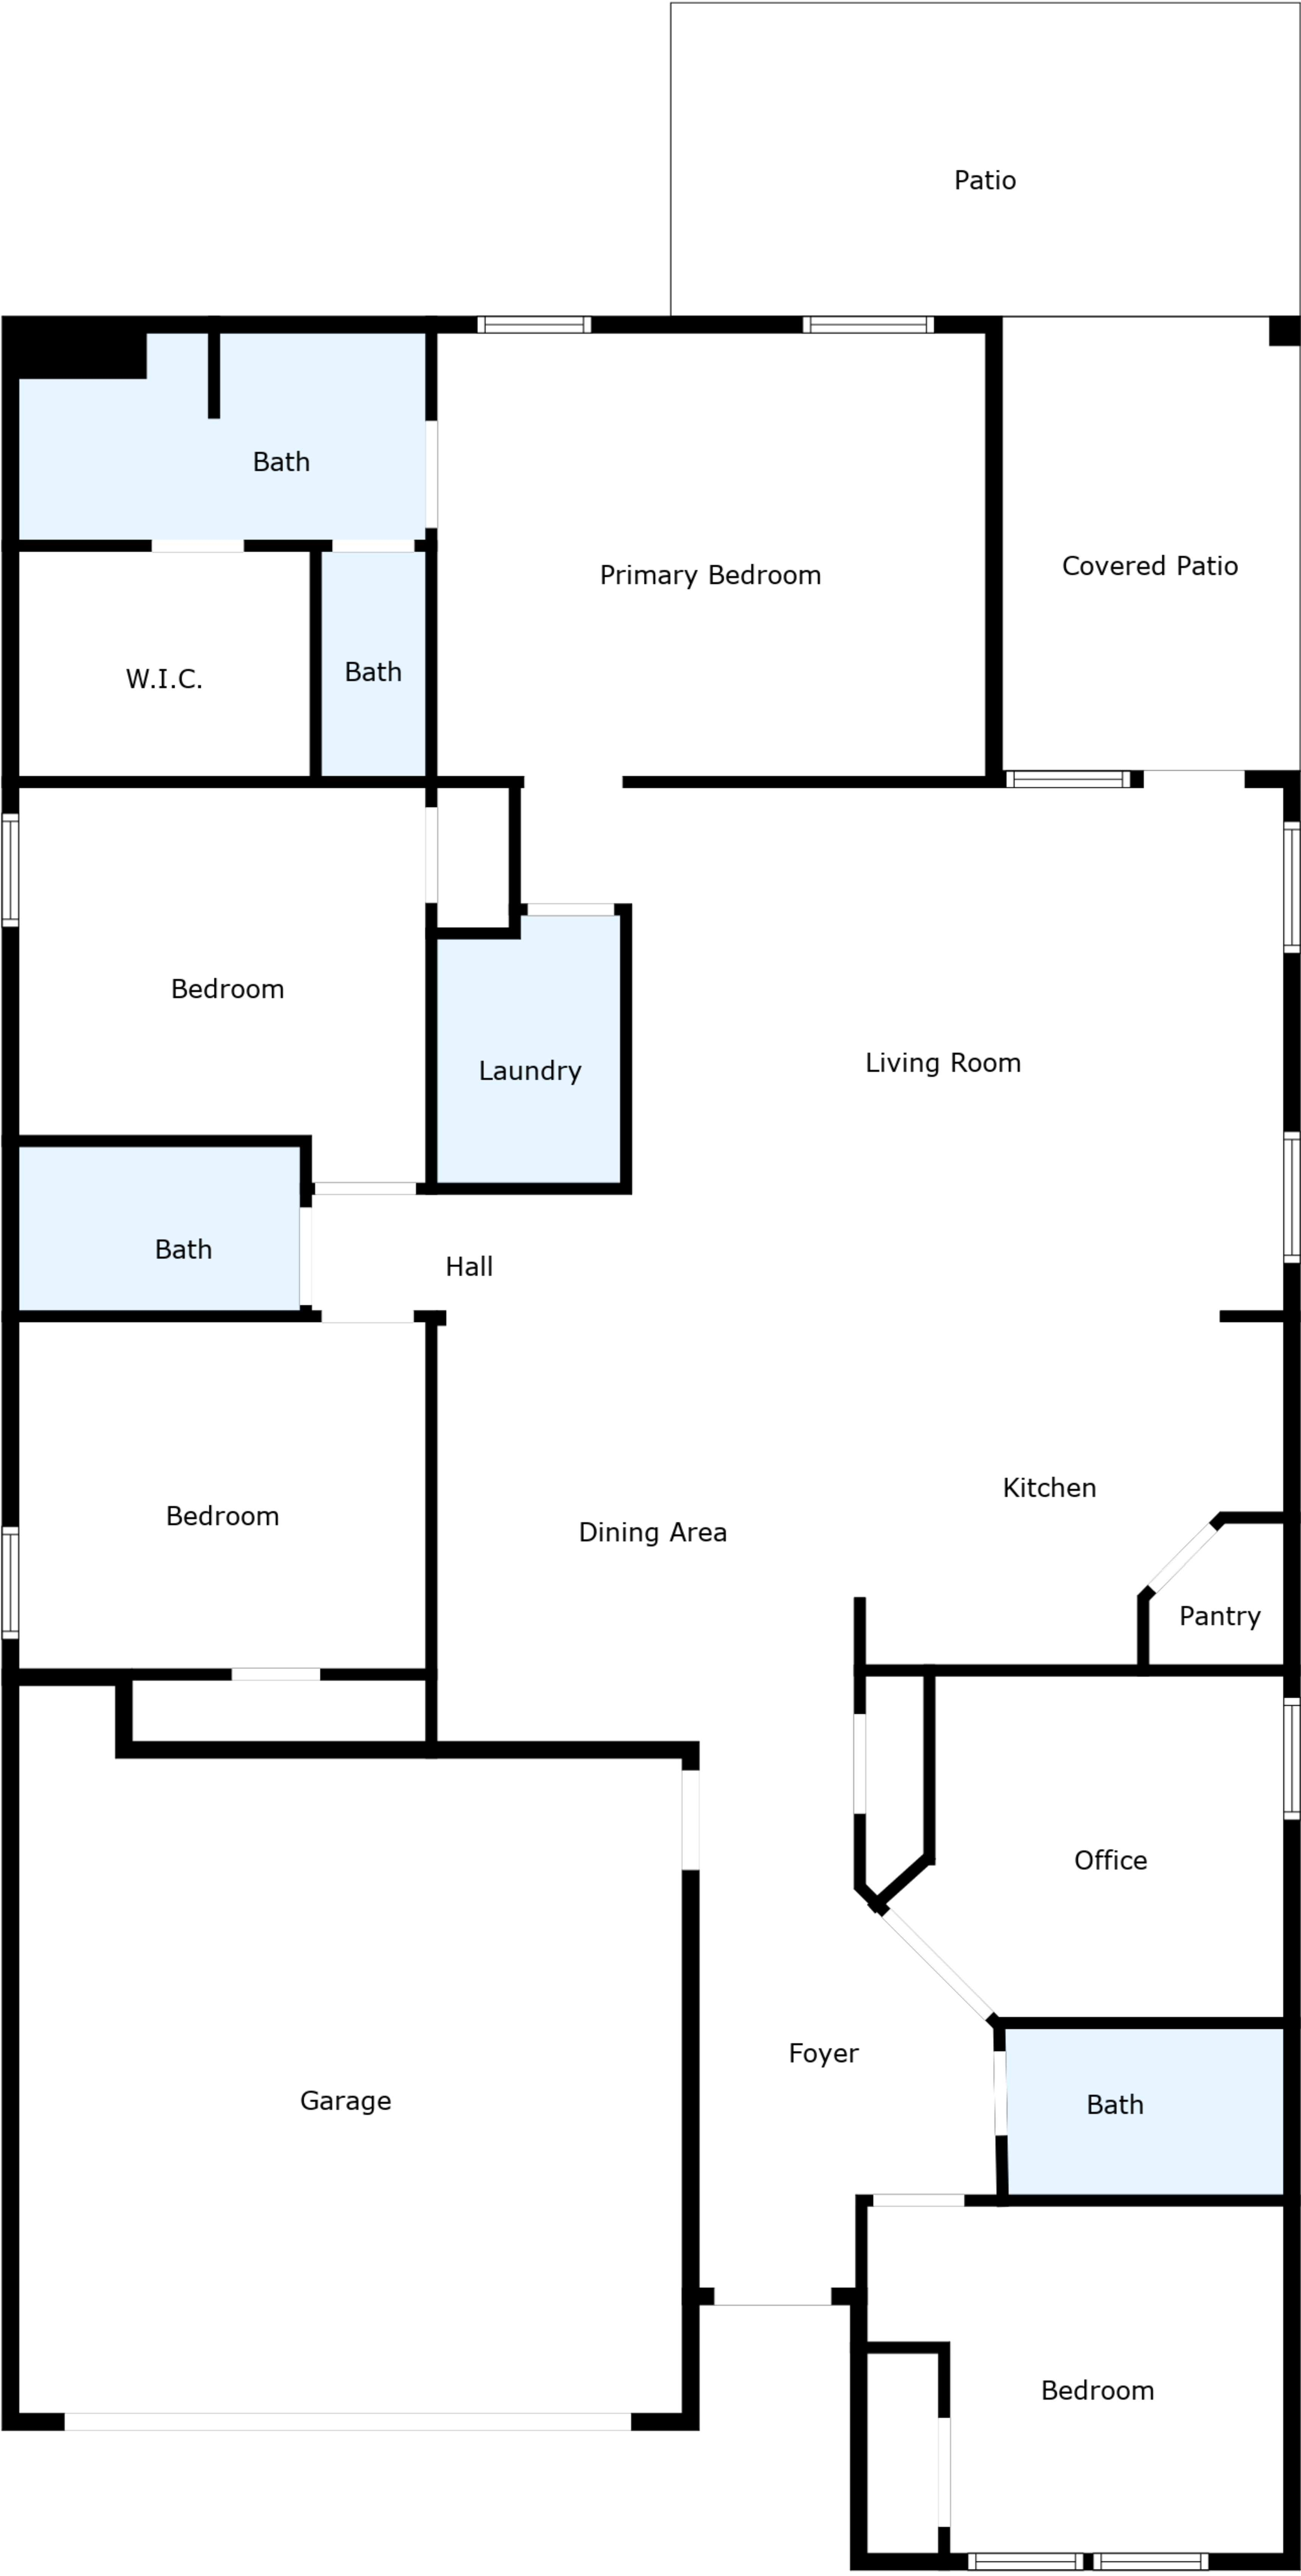 Patio
Bath
Primary Bedroom
Covered Patio
W.I.C.
Bath
Bedroom
Laundry
Living Room
Bath
Hall
Bedroom
Kitchen
Dining Area
Pantry
Office
Foyer
Garage
Bath
Bedroom